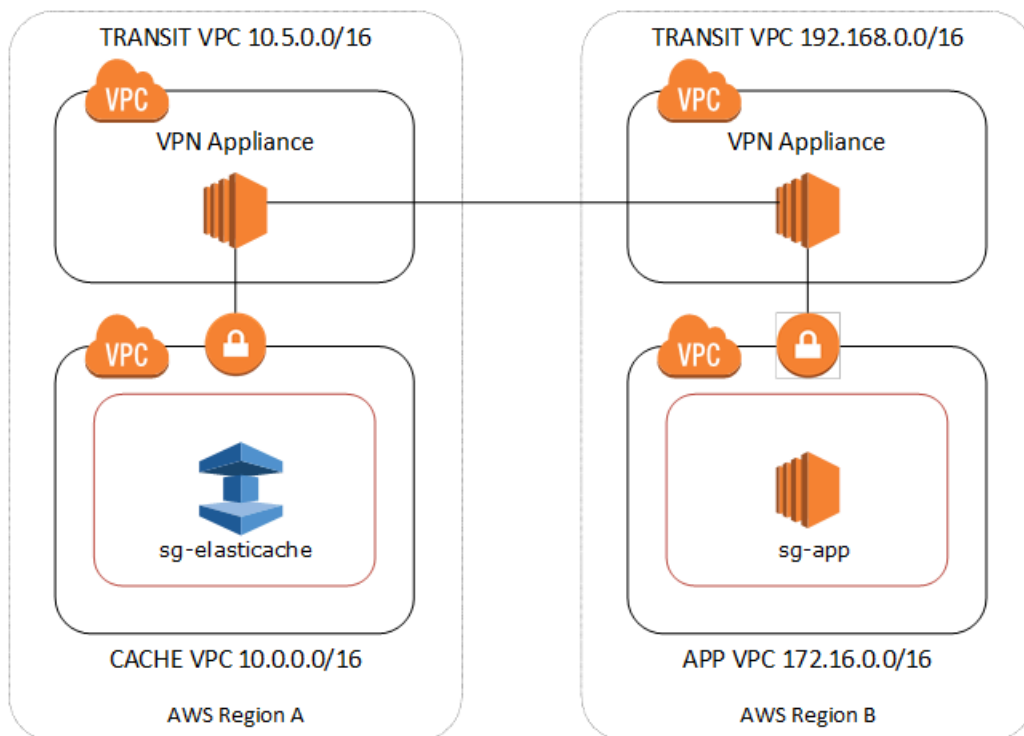 TRANSIT VPC 10.5.0.0/16
VPC
VPN Appliance
VPC
sg-elasticache
CACHE VPC 10.0.0.0/16
AWS Region A
TRANSIT VPC 192.168.0.0/16
VPC
VPN Appliance
VPC
sg-app
APP VPC 172.16.0.0/16
AWS Region B